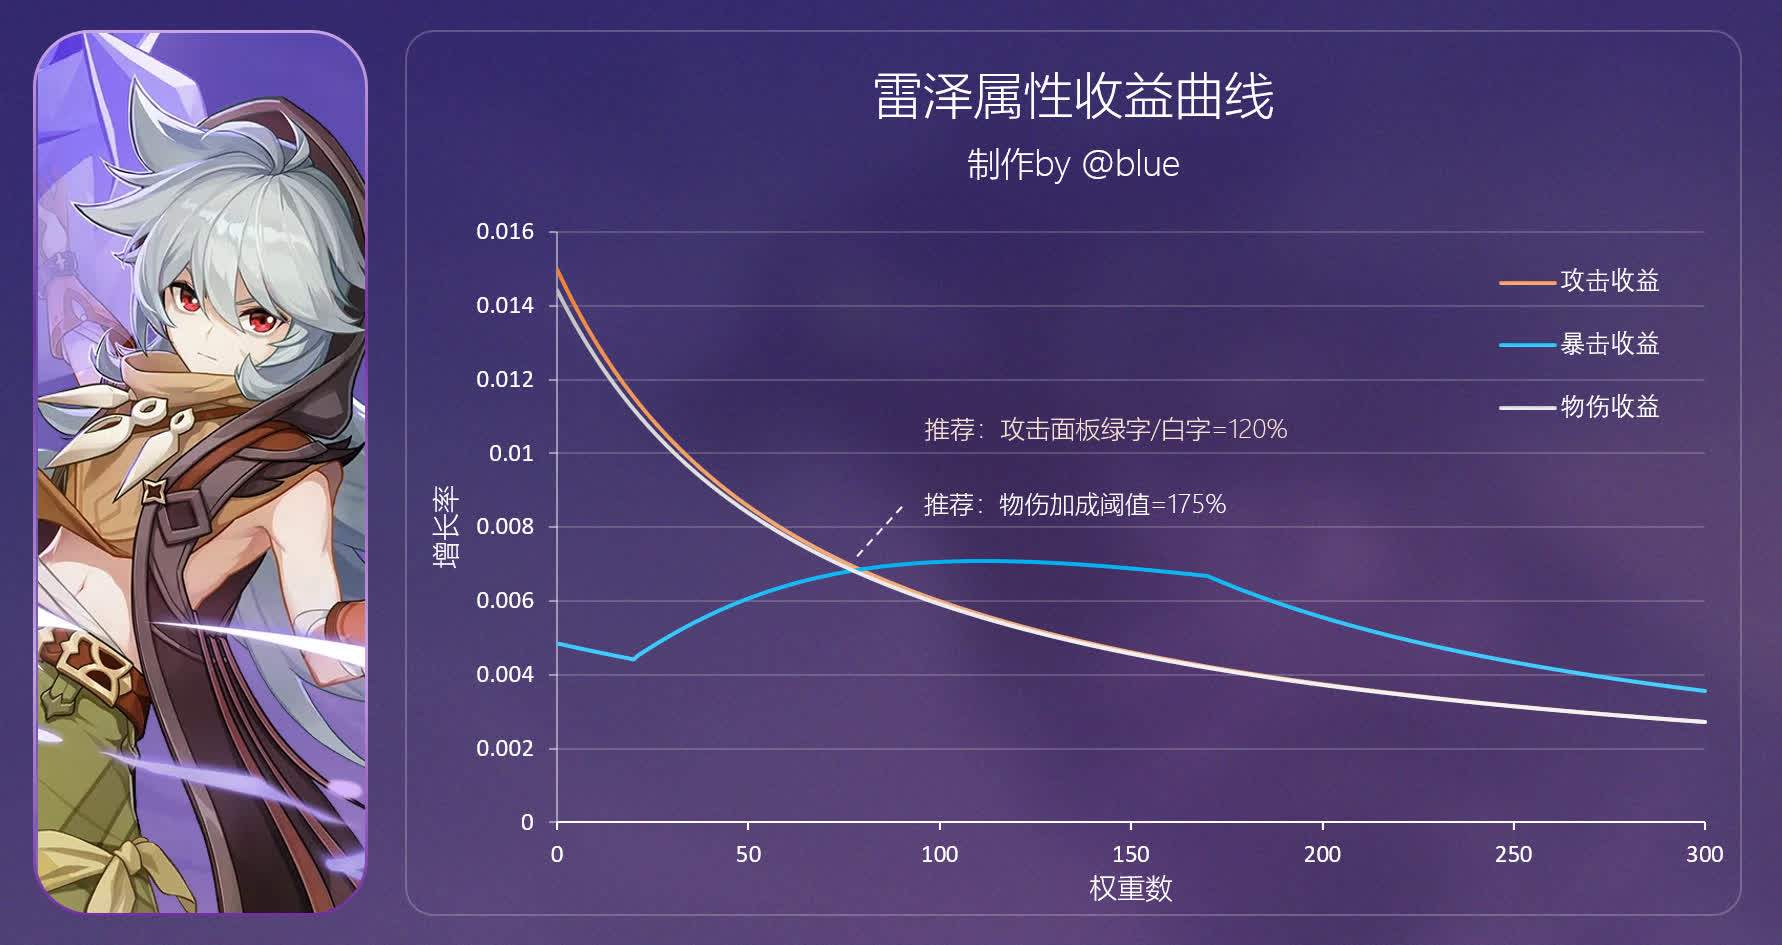 雷泽属性收益曲线
制作by @blue
0.016
0.014
0.012
0.01
0.008
0.006
0.004
0.002
0
增长率
攻击收益
暴击收益
物伤收益
推荐：攻击面板绿字/白字=120%
推荐：物伤加成阈值=175%
0 50 100 150 200 250 300
权重数